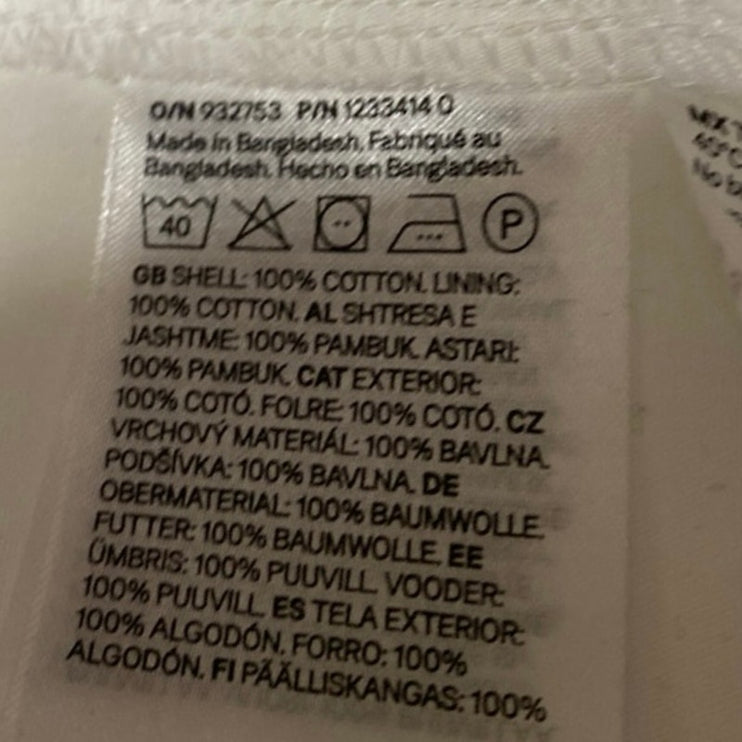 O/N 932753 P/N 1233414 0
Made in Bangladesh. Fabriqué au
Bangladesh. Hecho en Bangladesh.
40
P
GB SHELL: 100% COTTON. LINING:
100% COTTON. AL SHTRESA E
JASHTME: 100% PAMBUK. ASTARI:
100% PAMBUK. CAT EXTERIOR:
100% COTÓ. FOLRE: 100% COTÓ. CZ
VRCHOVÝ MATERIÁL: 100% BAVLNA.
PODŠÍVKA: 100% BAVLNA. DE
OBERMATERIAL: 100% BAUMWOLLE.
FUTTER: 100% BAUMWOLLE. EE
ÜMBRIS: 100% PUUVILL. VOODER:
100% PUUVILL. ES TELA EXTERIOR:
100% ALGODÓN. FORRO: 100%
ALGODÓN. FI PÄÄLLISKANGAS: 100%
MX
40°C
No